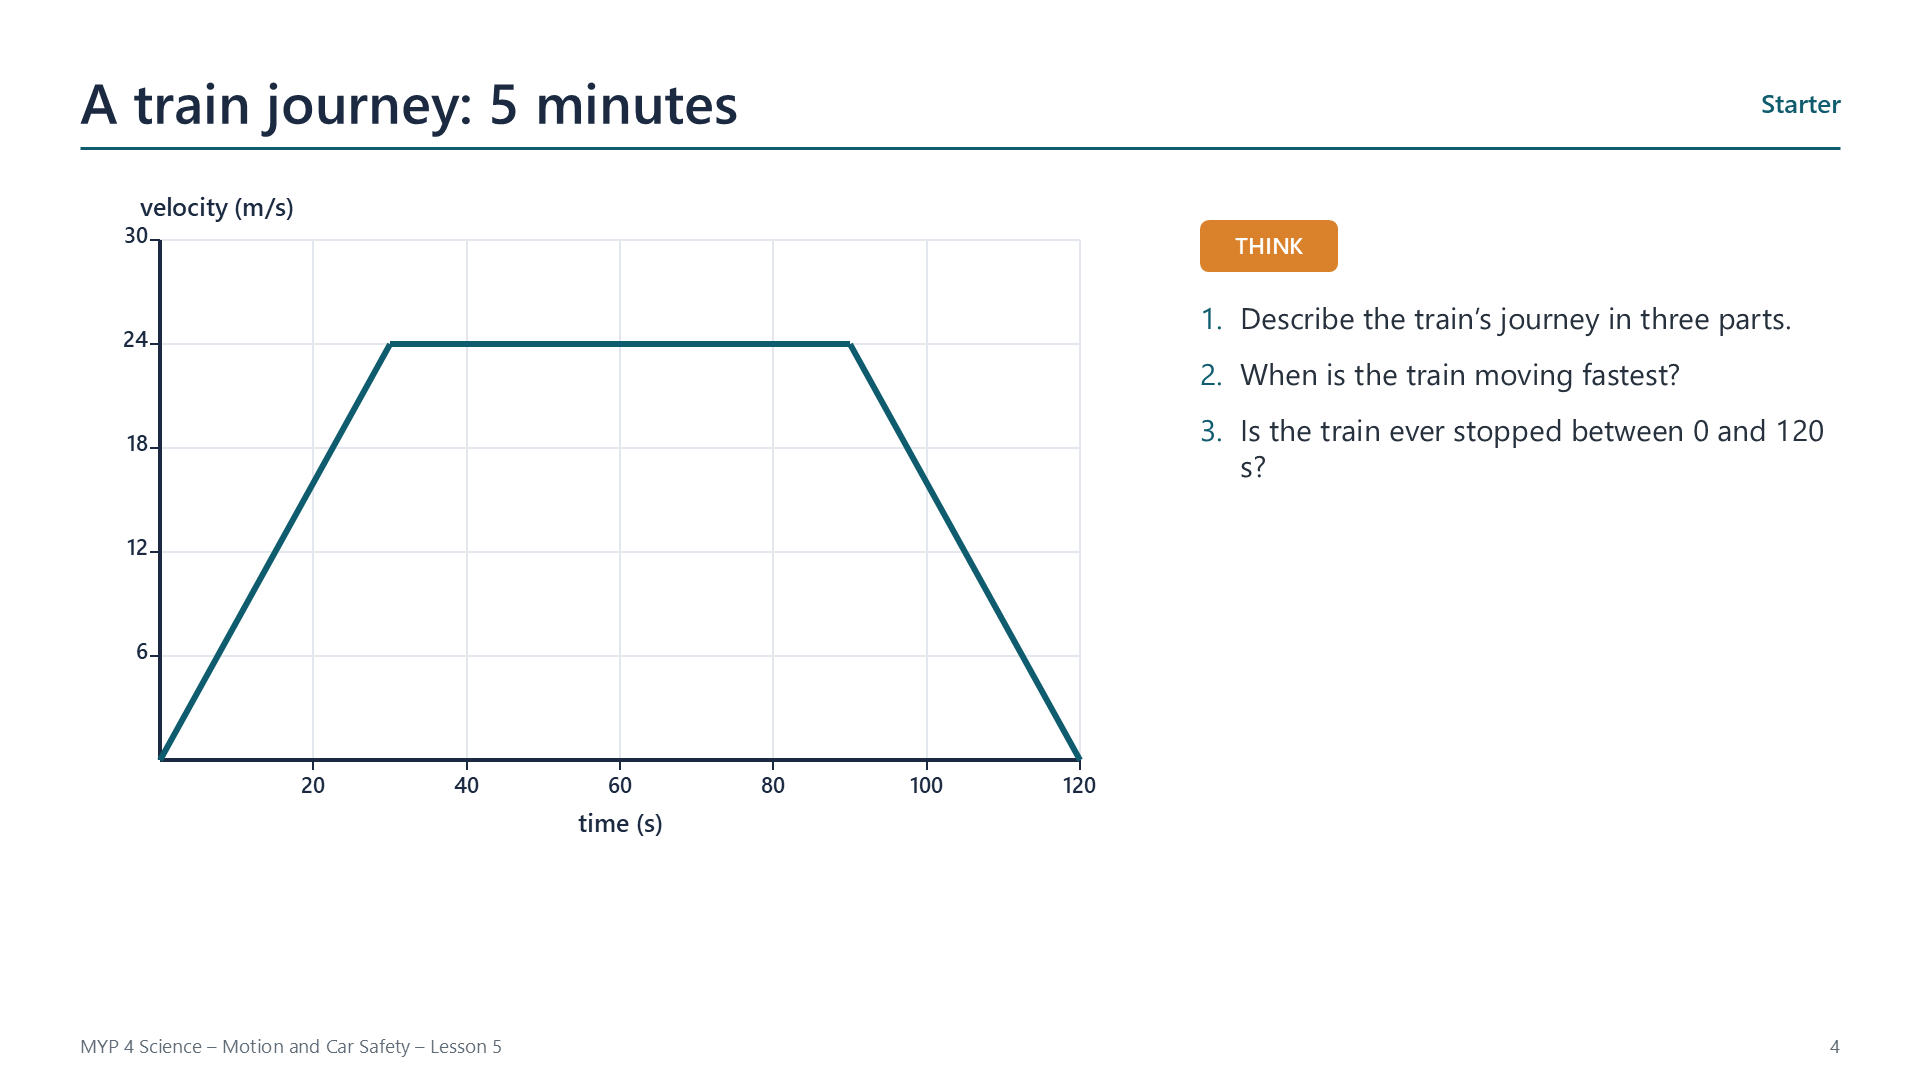 A train journey: 5 minutes
Starter
velocity (m/s)
30
24
18
12
6
20 40 60 80 100 120
time (s)
THINK
1. Describe the train’s journey in three parts.
2. When is the train moving fastest?
3. Is the train ever stopped between 0 and 120
s?
MYP 4 Science – Motion and Car Safety – Lesson 5
4